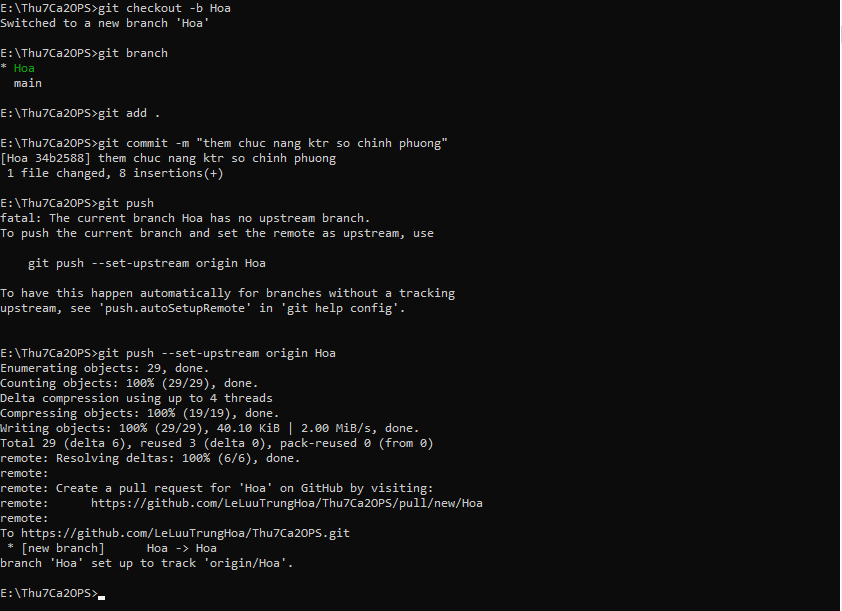 E:\Thu7Ca2OPS>git checkout -b Hoa
Switched to a new branch 'Hoa'
E:\Thu7Ca2OPS>git branch
* Hoa
  main
E:\Thu7Ca2OPS>git add .
E:\Thu7Ca2OPS>git commit -m "them chuc nang ktr so chinh phuong"
[Hoa 34b2588] them chuc nang ktr so chinh phuong
 1 file changed, 8 insertions(+)
E:\Thu7Ca2OPS>git push
fatal: The current branch Hoa has no upstream branch.
To push the current branch and set the remote as upstream, use
    git push --set-upstream origin Hoa
To have this happen automatically for branches without a tracking
upstream, see 'push.autoSetupRemote' in 'git help config'.
E:\Thu7Ca2OPS>git push --set-upstream origin Hoa
Enumerating objects: 29, done.
Counting objects: 100% (29/29), done.
Delta compression using up to 4 threads
Compressing objects: 100% (19/19), done.
Writing objects: 100% (29/29), 40.10 KiB | 2.00 MiB/s, done.
Total 29 (delta 6), reused 3 (delta 0), pack-reused 0 (from 0)
remote: Resolving deltas: 100% (6/6), done.
remote:
remote: Create a pull request for 'Hoa' on GitHub by visiting:
remote:      https://github.com/LeLuuTrungHoa/Thu7Ca2OPS/pull/new/Hoa
remote:
To https://github.com/LeLuuTrungHoa/Thu7Ca2OPS.git
 * [new branch]      Hoa -> Hoa
branch 'Hoa' set up to track 'origin/Hoa'.
E:\Thu7Ca2OPS>